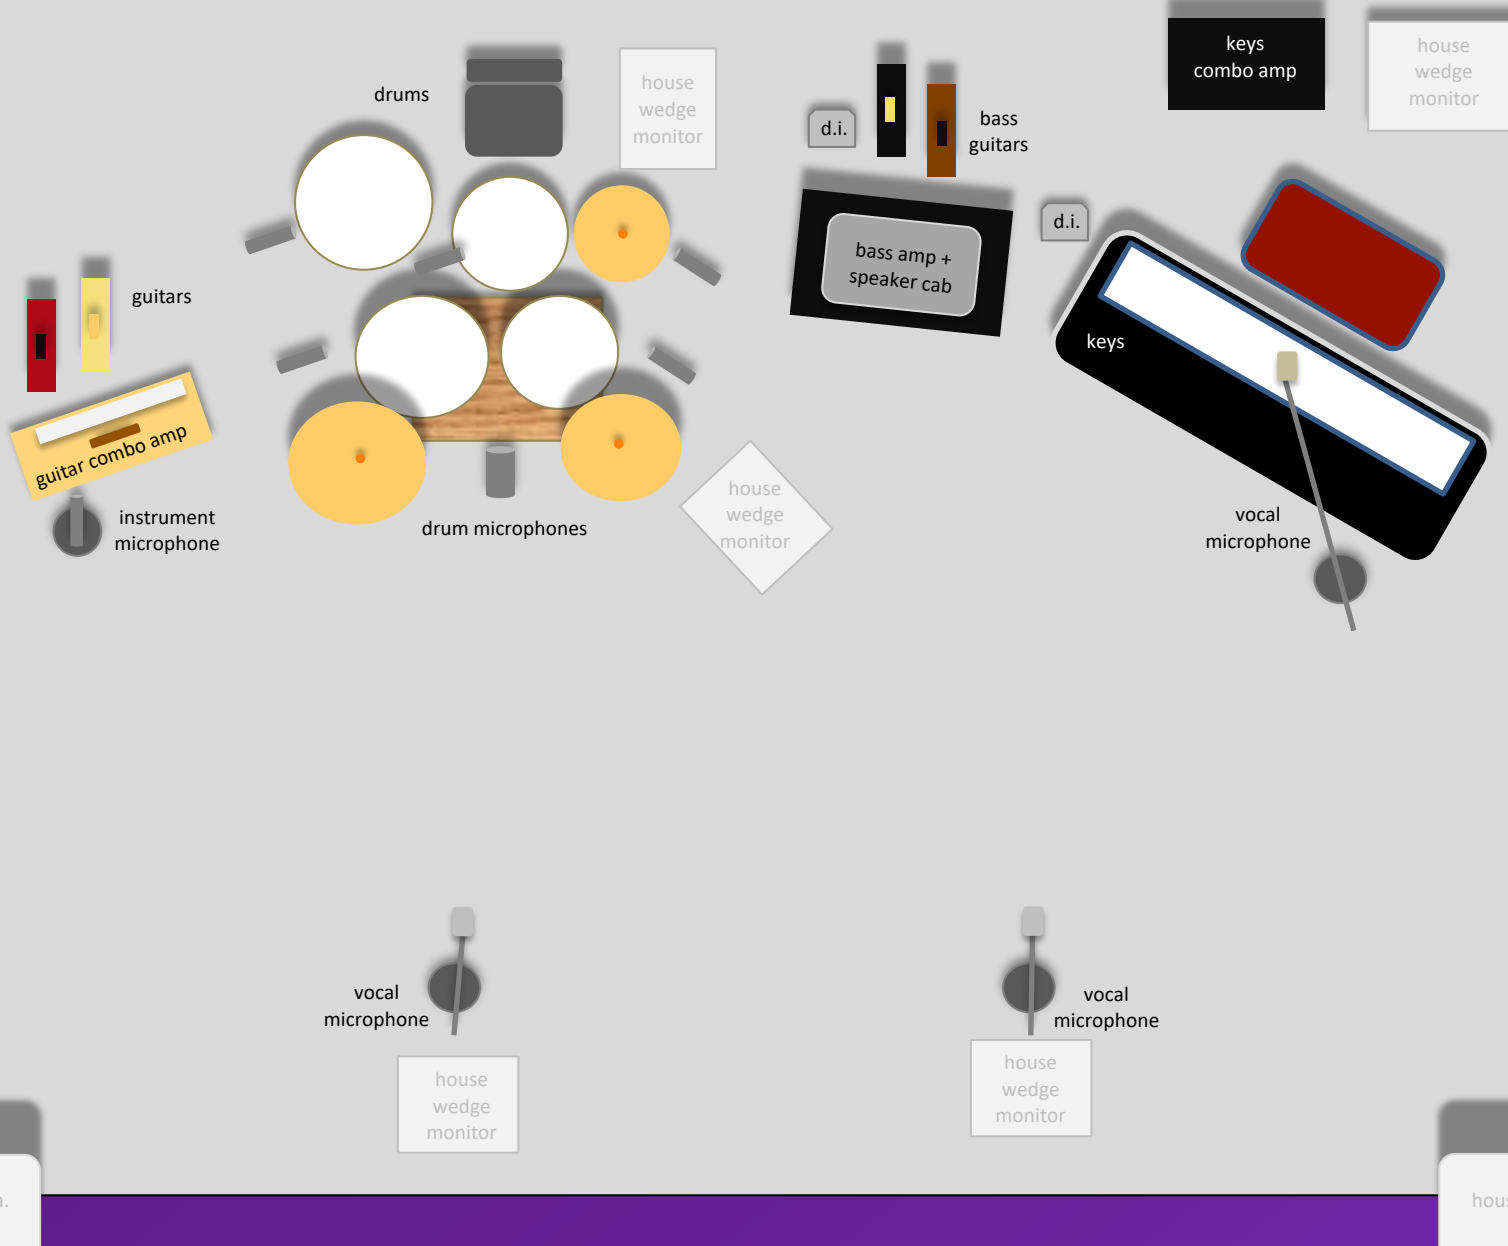 keys
combo amp
house
wedge
monitor
drums
house
wedge
monitor
d.i.
bass
guitars
d.i.
bass amp +
speaker cab
guitars
keys
guitar combo amp
instrument
microphone
drum microphones
house
wedge
monitor
vocal
microphone
vocal
microphone
vocal
microphone
house
wedge
monitor
house
wedge
monitor